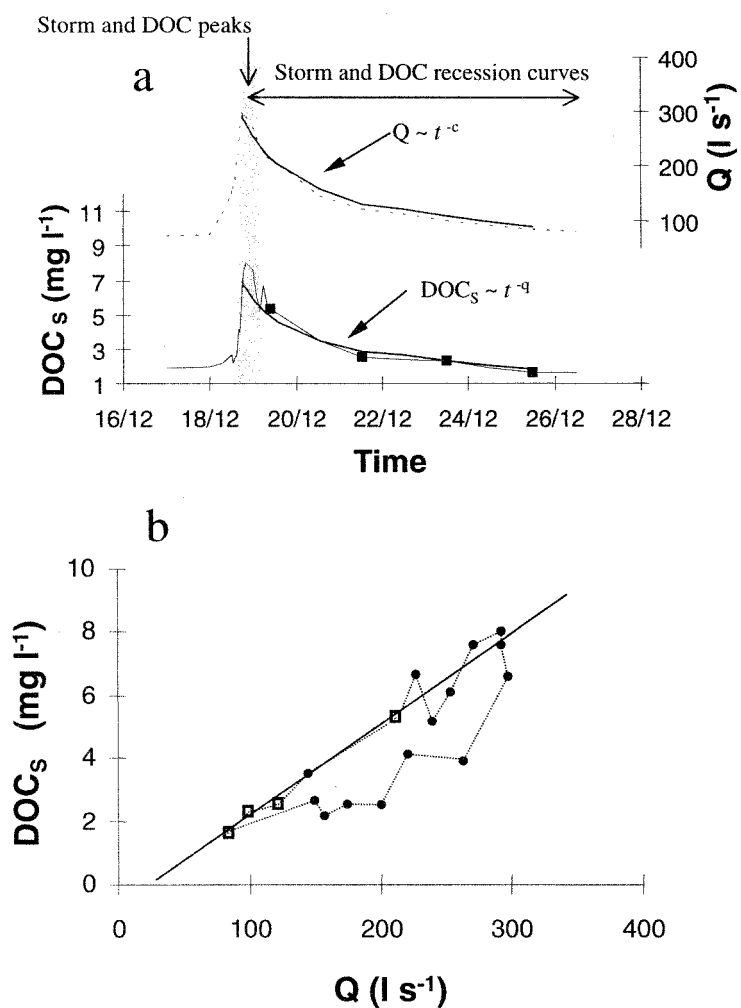 Storm and DOC peaks
a
Storm and DOC recession curves
Q ~ t⁻ᶜ
DOCₛ ~ t⁻q
400
300
200
100
Q (l s⁻¹)
11
9
7
5
3
1
DOCₛ (mg l⁻¹)
16/12 18/12 20/12 22/12 24/12 26/12 28/12
Time
b
10
8
6
4
2
0
DOCₛ (mg l⁻¹)
0 100 200 300 400
Q (l s⁻¹)